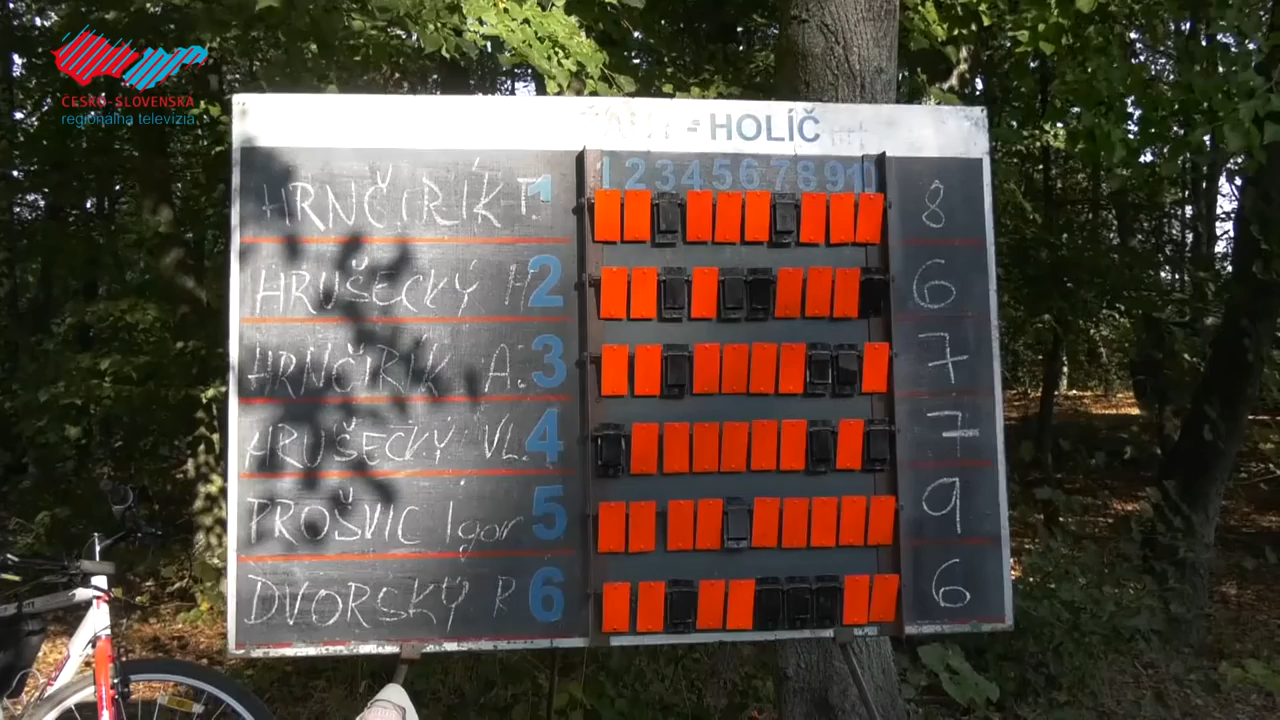 ČESKO-SLOVENSKA
regionálna televízia
- HOLÍČ
1 2 3 4 5 6 7 8 9 10
HRNČIRÍK T. 1 8
HRUŠECKÝ H 2 6
HRNČIRÍK A. 3 7
HRUŠECKÝ VL. 4 7
PROŠVIC Igor 5 9
DVORSKÝ R 6 6